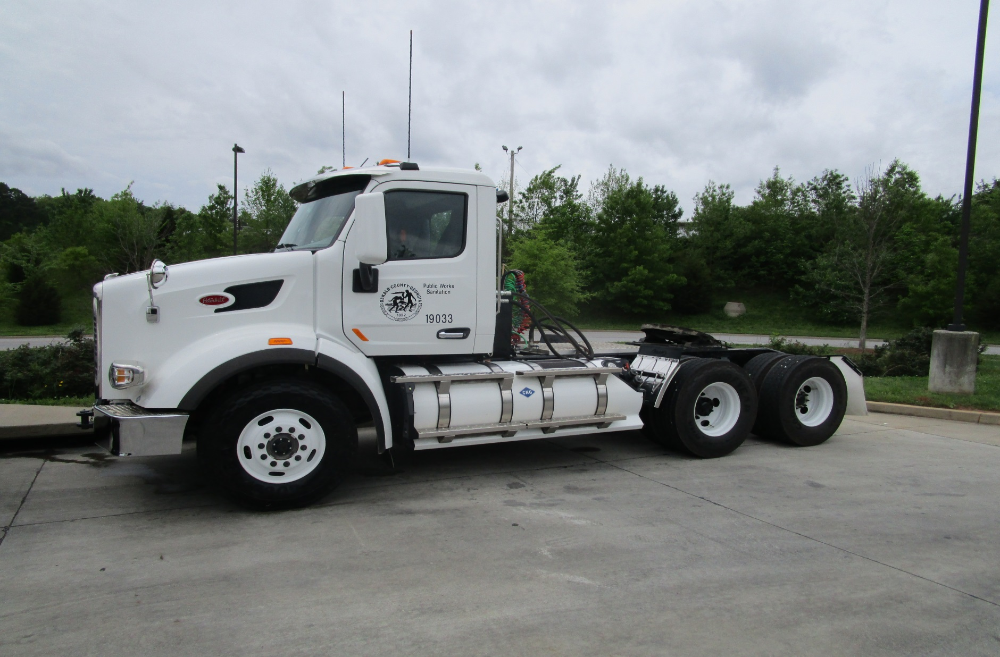 Peterbilt
DEKALB·COUNTY·GEORGIA
1822
Public Works
Sanitation
19033
CNG